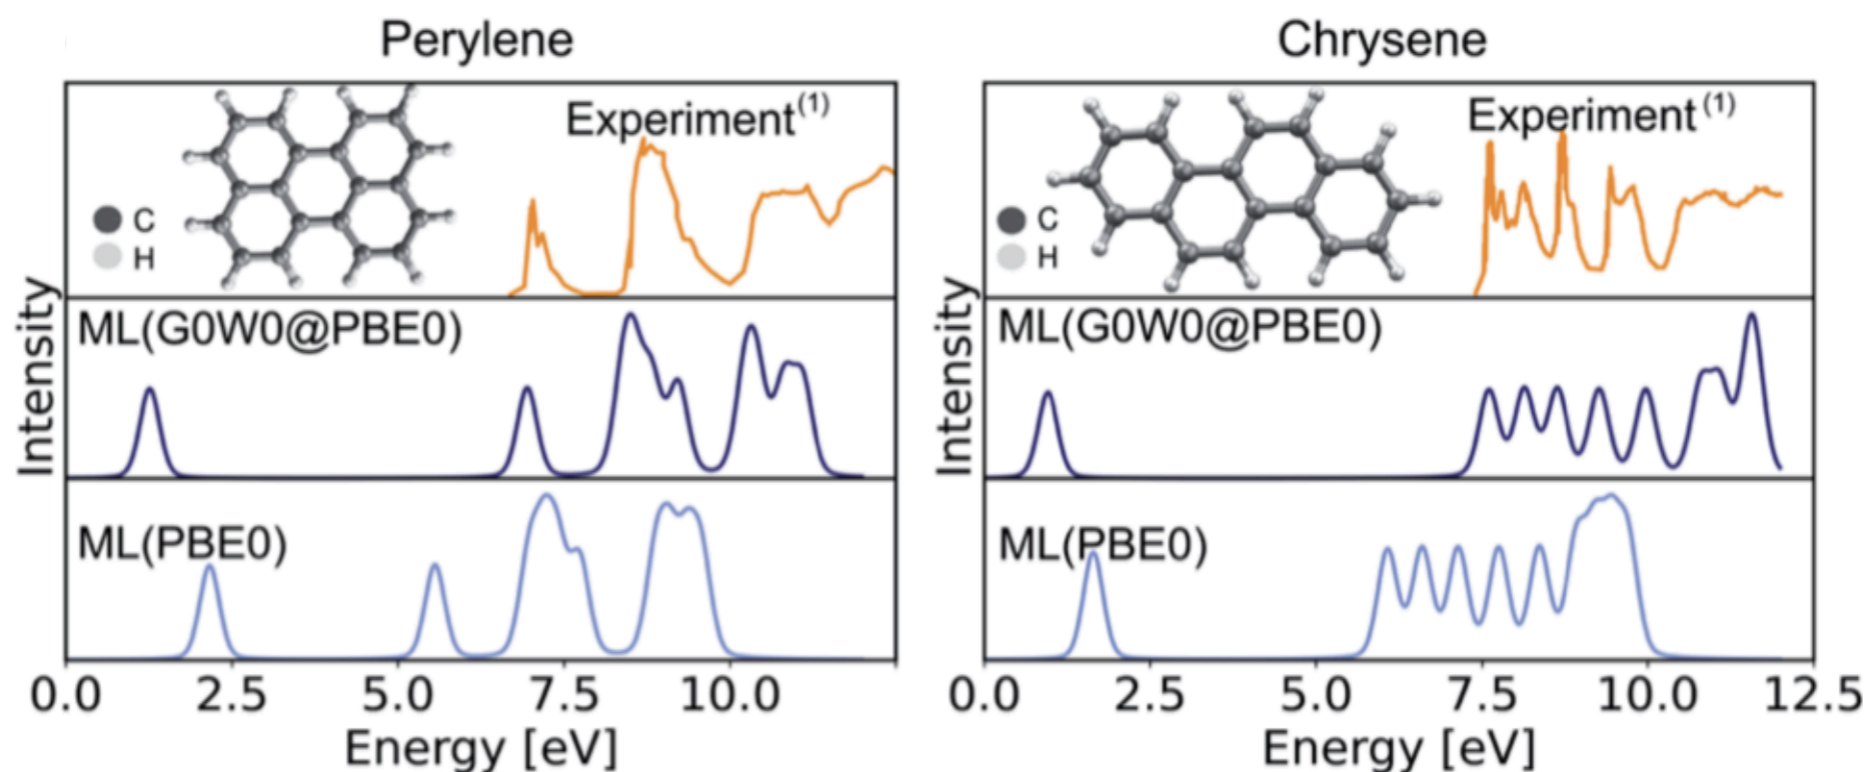 Perylene
Experiment(1)
C
H
ML(G0W0@PBE0)
ML(PBE0)
Intensity
0.0 2.5 5.0 7.5 10.0
Energy [eV]
Chrysene
Experiment (1)
C
H
ML(G0W0@PBE0)
ML(PBE0)
Intensity
0.0 2.5 5.0 7.5 10.0 12.5
Energy [eV]